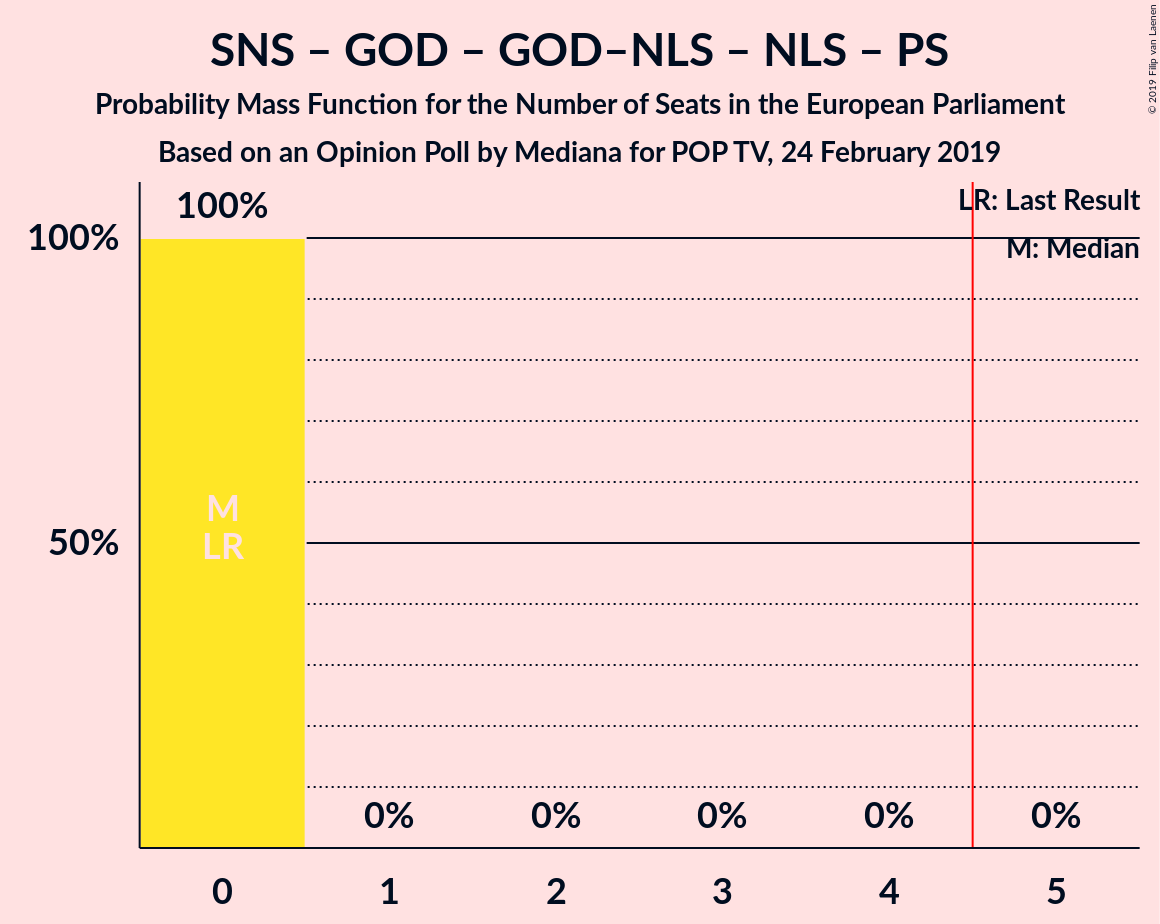 SNS – GOD – GOD–NLS – NLS – PS
Probability Mass Function for the Number of Seats in the European Parliament
Based on an Opinion Poll by Mediana for POP TV, 24 February 2019
© 2019 Filip van Laenen
LR: Last Result
M: Median
100%
100%
50%
M
LR
0% 0% 0% 0% 0%
0 1 2 3 4 5